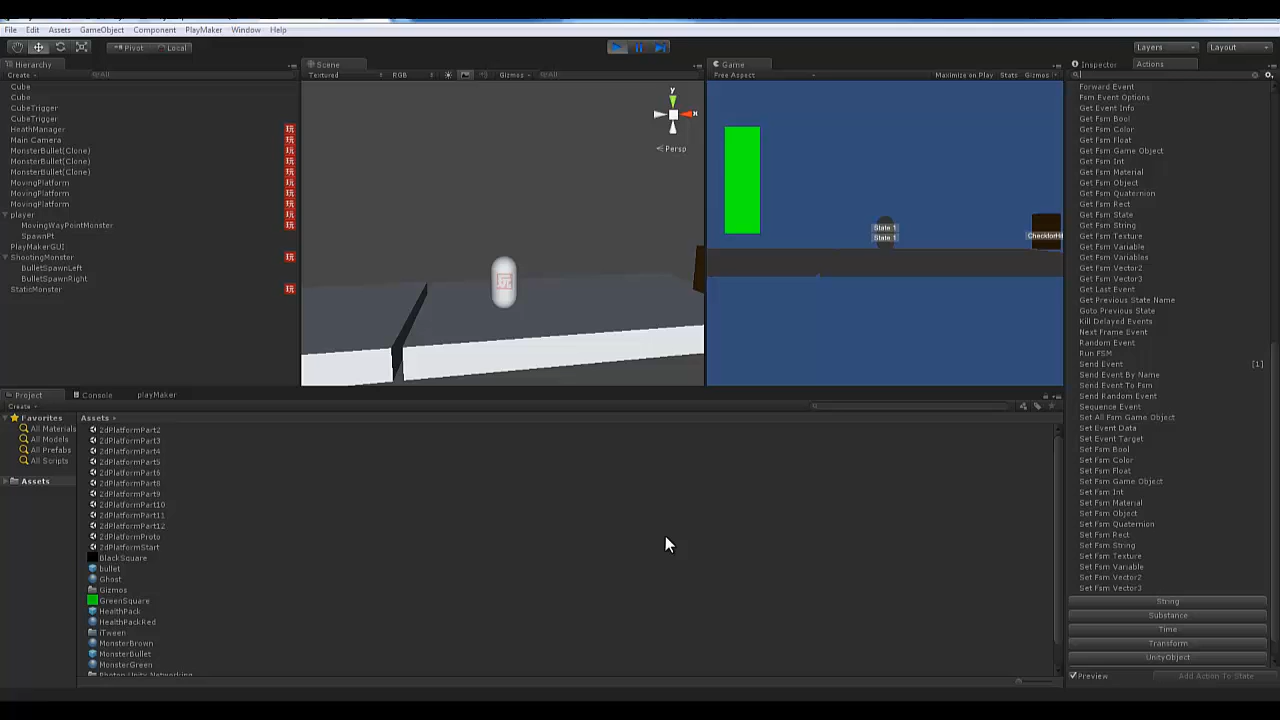 File Edit Assets GameObject Component PlayMaker Window Help
Pivot Local
Layers Layout
Hierarchy
Create All
Cube
Cube
CubeTrigger
CubeTrigger
HeathManager
Main Camera
MonsterBullet(Clone)
MonsterBullet(Clone)
MonsterBullet(Clone)
MovingPlatform
MovingPlatform
MovingPlatform
player
MovingWayPointMonster
SpawnPt
PlayMakerGUI
ShootingMonster
BulletSpawnLeft
BulletSpawnRight
StaticMonster
Scene
Textured RGB Gizmos All
y
x
Persp
Game
Free Aspect Maximize on Play Stats Gizmos
State 1
State 1
CheckforHi
Inspector Actions
Forward Event
Fsm Event Options
Get Event Info
Get Fsm Bool
Get Fsm Color
Get Fsm Float
Get Fsm Game Object
Get Fsm Int
Get Fsm Material
Get Fsm Object
Get Fsm Quaternion
Get Fsm Rect
Get Fsm State
Get Fsm String
Get Fsm Texture
Get Fsm Variable
Get Fsm Variables
Get Fsm Vector2
Get Fsm Vector3
Get Last Event
Get Previous State Name
Goto Previous State
Kill Delayed Events
Next Frame Event
Random Event
Run FSM
Send Event [1]
Send Event By Name
Send Event To Fsm
Send Random Event
Sequence Event
Set All Fsm Game Object
Set Event Data
Set Event Target
Set Fsm Bool
Set Fsm Color
Set Fsm Float
Set Fsm Game Object
Set Fsm Int
Set Fsm Material
Set Fsm Object
Set Fsm Quaternion
Set Fsm Rect
Set Fsm String
Set Fsm Texture
Set Fsm Variable
Set Fsm Vector2
Set Fsm Vector3
String
Substance
Time
Transform
UnityObject
Preview Add Action To State
Project Console playMaker
Create
Favorites
All Materials
All Models
All Prefabs
All Scripts
Assets
Assets
2dPlatformPart2
2dPlatformPart3
2dPlatformPart4
2dPlatformPart5
2dPlatformPart6
2dPlatformPart8
2dPlatformPart9
2dPlatformPart10
2dPlatformPart11
2dPlatformPart12
2dPlatformProto
2dPlatformStart
BlackSquare
bullet
Ghost
Gizmos
GreenSquare
HealthPack
HealthPackRed
iTween
MonsterBrown
MonsterBullet
MonsterGreen
Photon Unity Networking